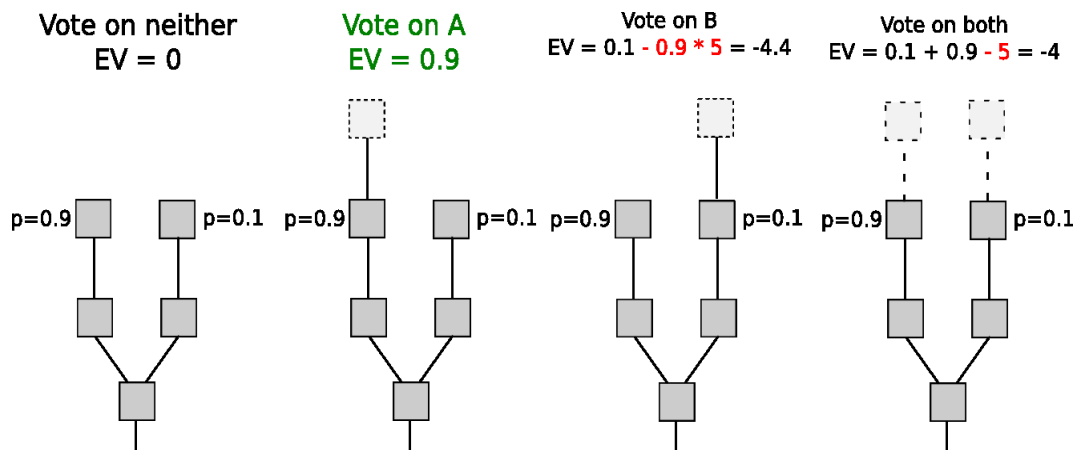 Vote on neither
EV = 0
Vote on A
EV = 0.9
Vote on B
EV = 0.1 - 0.9 * 5 = -4.4
Vote on both
EV = 0.1 + 0.9 - 5 = -4
p=0.9
p=0.1
p=0.9
p=0.1
p=0.9
p=0.1
p=0.9
p=0.1